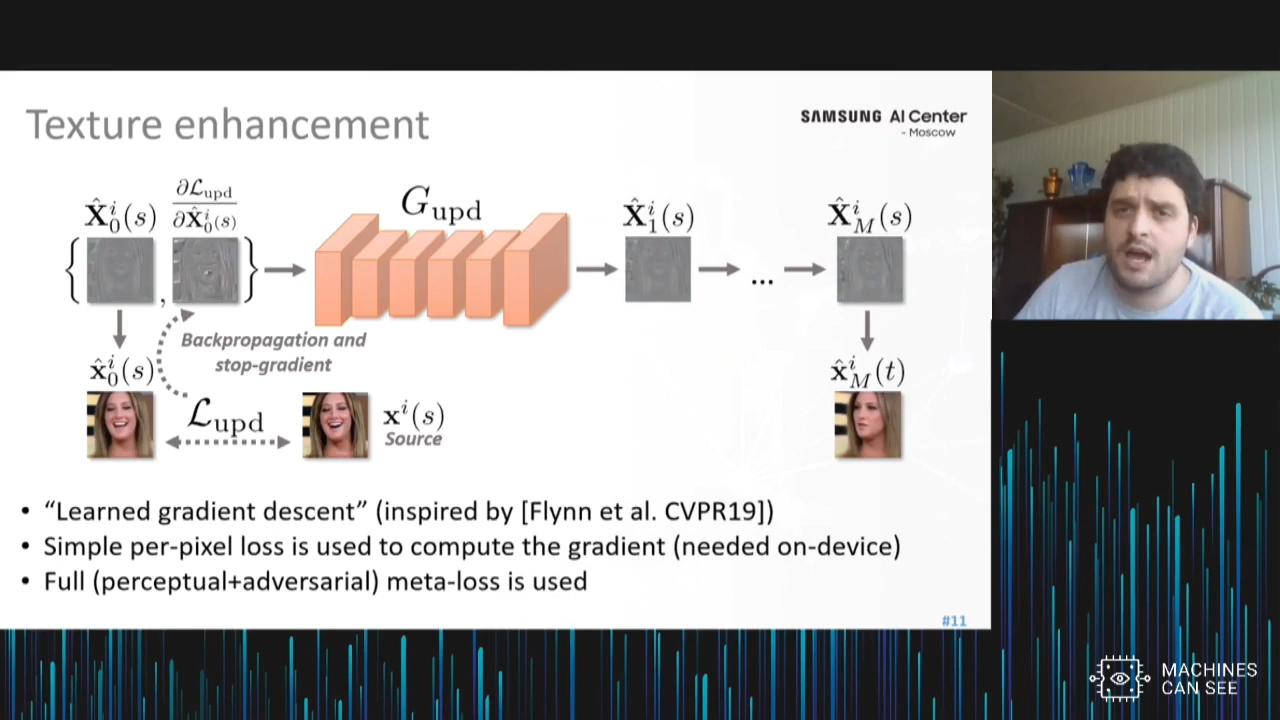 Texture enhancement
SAMSUNG AI Center
- Moscow
X̂₀ⁱ(s)
∂𝓛upd
∂X̂₀ⁱ(s)
Gupd
X̂₁ⁱ(s)
X̂Mⁱ(s)
{ , }
...
Backpropagation and
stop-gradient
x̂₀ⁱ(s)
𝓛upd
xⁱ(s)
Source
x̂Mⁱ(t)
• “Learned gradient descent” (inspired by [Flynn et al. CVPR19])
• Simple per-pixel loss is used to compute the gradient (needed on-device)
• Full (perceptual+adversarial) meta-loss is used
#11
MACHINES
CAN SEE